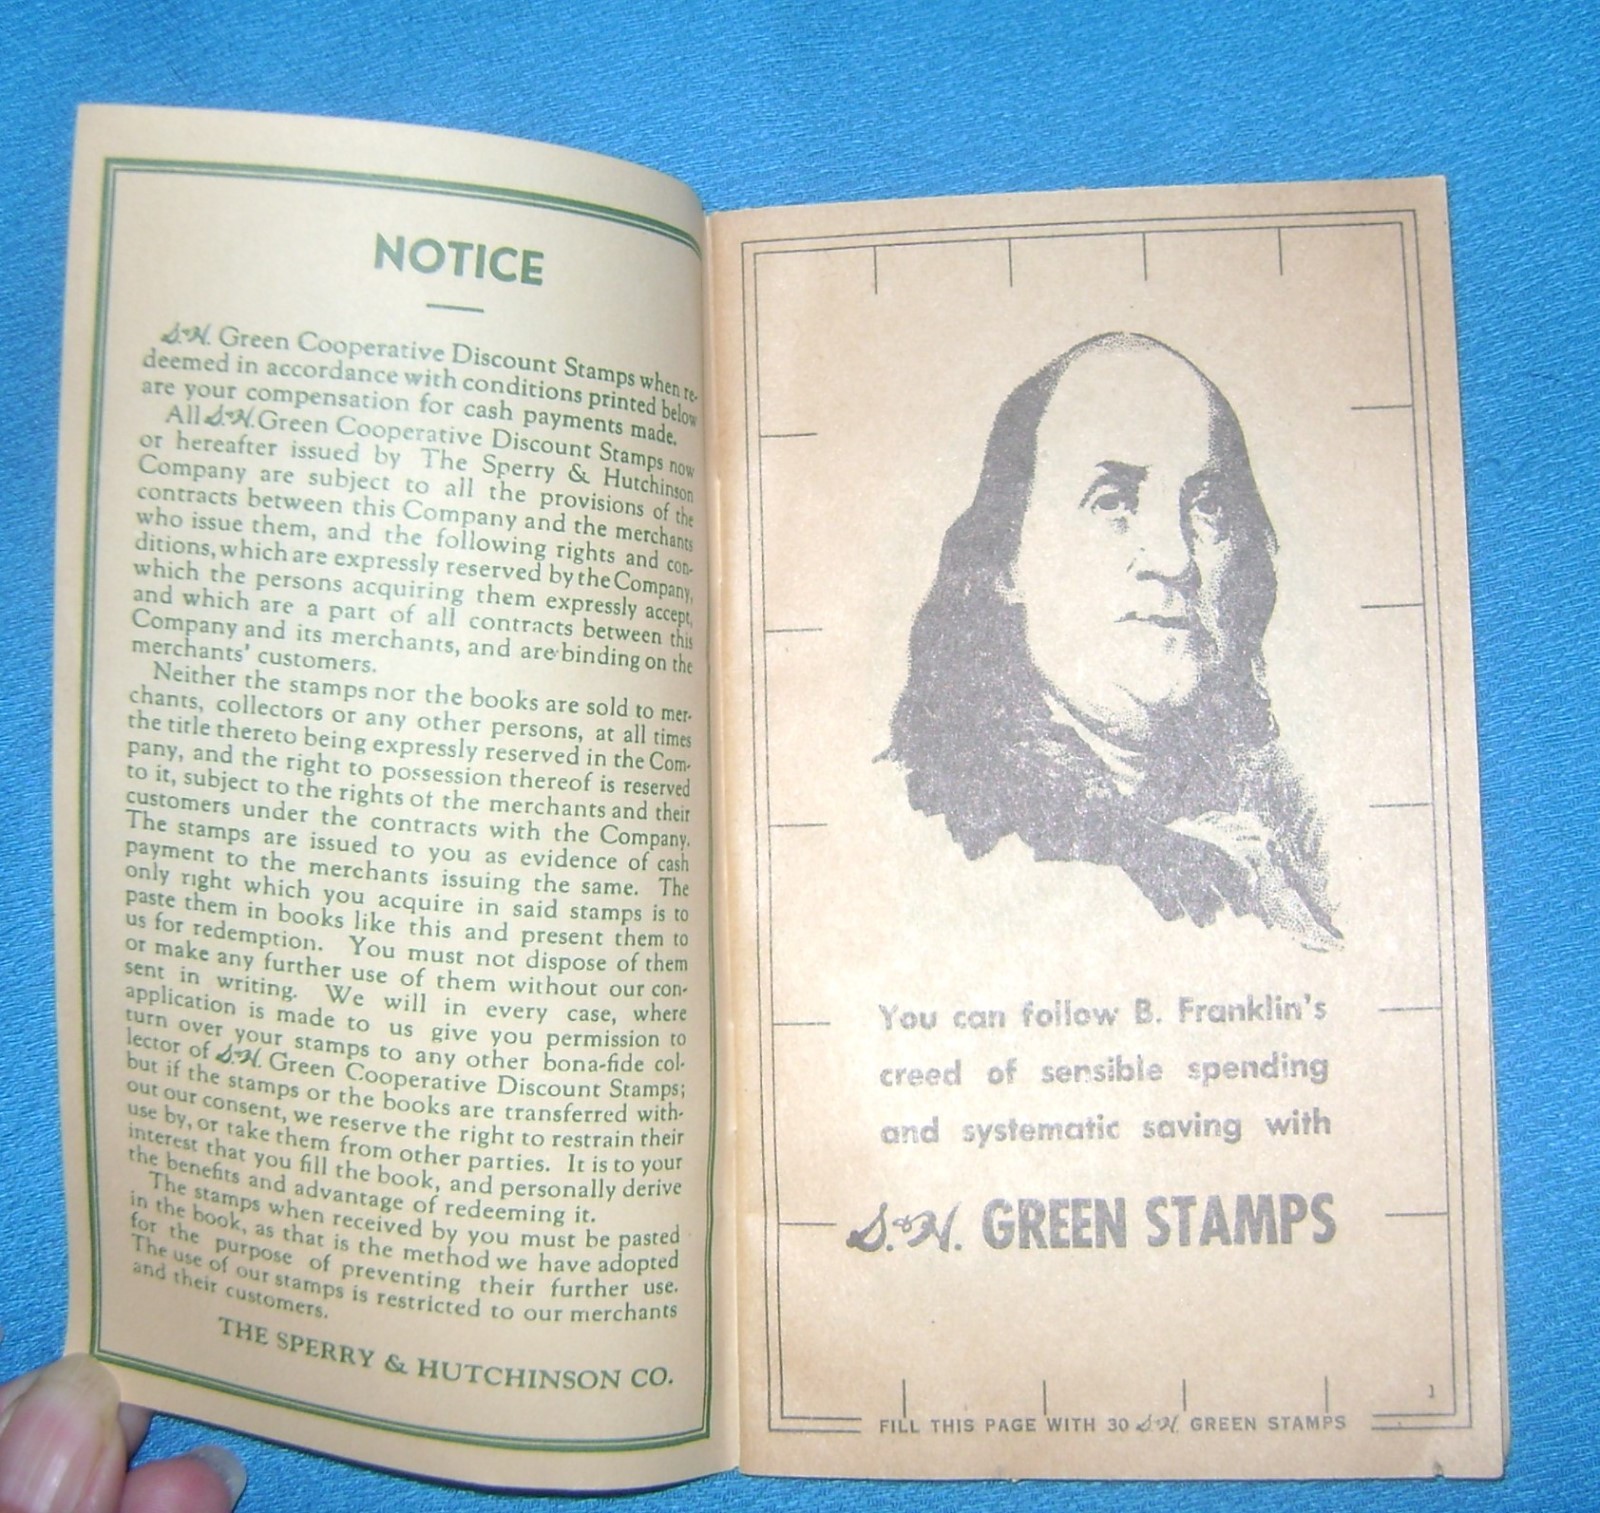 NOTICE
S&H. Green Cooperative Discount Stamps when re-
deemed in accordance with conditions printed below
are your compensation for cash payments made.
All S&H. Green Cooperative Discount Stamps now
or hereafter issued by The Sperry & Hutchinson
Company are subject to all the provisions of the
contracts between this Company and the merchants
who issue them, and the following rights and con-
ditions, which are expressly reserved by the Company,
which the persons acquiring them expressly accept,
and which are a part of all contracts between this
Company and its merchants, and are binding on the
merchants' customers.
Neither the stamps nor the books are sold to mer-
chants, collectors or any other persons, at all times
the title thereto being expressly reserved in the Com-
pany, and the right to possession thereof is reserved
to it, subject to the rights of the merchants and their
customers under the contracts with the Company.
The stamps are issued to you as evidence of cash
payment to the merchants issuing the same. The
only right which you acquire in said stamps is to
paste them in books like this and present them to
us for redemption. You must not dispose of them
or make any further use of them without our con-
sent in writing. We will in every case, where
application is made to us give you permission to
turn over your stamps to any other bona-fide col-
lector of S&H. Green Cooperative Discount Stamps;
but if the stamps or the books are transferred with-
out our consent, we reserve the right to restrain their
use by, or take them from other parties. It is to your
interest that you fill the book, and personally derive
the benefits and advantage of redeeming it.
The stamps when received by you must be pasted
in the book, as that is the method we have adopted
for the purpose of preventing their further use.
The use of our stamps is restricted to our merchants
and their customers.
THE SPERRY & HUTCHINSON CO.
You can follow B. Franklin's
creed of sensible spending
and systematic saving with
S&H. GREEN STAMPS
1
FILL THIS PAGE WITH 30 S&H. GREEN STAMPS